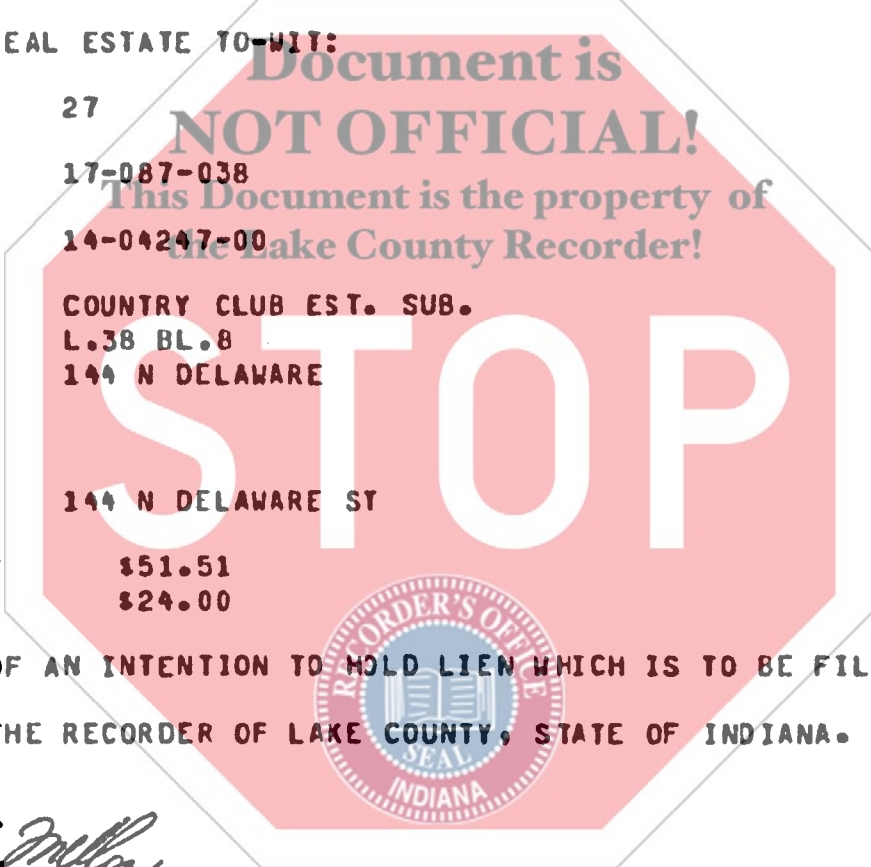 EAL ESTATE TO-WIT:
Document is
27
NOT OFFICIAL!
17-087-038
This Document is the property of
14-04247-00
the Lake County Recorder!
COUNTRY CLUB EST. SUB.
L.38 BL.8
144 N DELAWARE
STOP
144 N DELAWARE ST
$51.51
$24.00
RECORDER'S OFFICE
OF AN INTENTION TO HOLD LIEN WHICH IS TO BE FIL
THE RECORDER OF LAKE COUNTY, STATE OF INDIANA.
SEAL
INDIANA